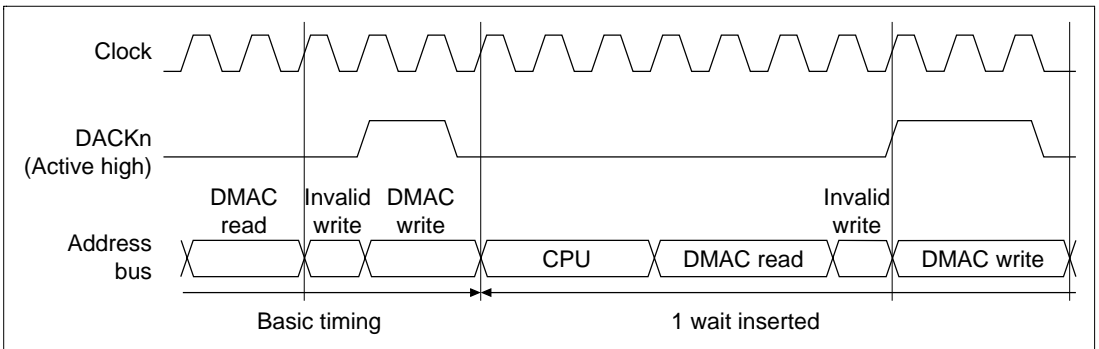 Clock
DACKn
(Active high)
DMAC
read
Invalid
write
DMAC
write
Invalid
write
Address
bus
CPU
DMAC read
DMAC write
Basic timing
1 wait inserted